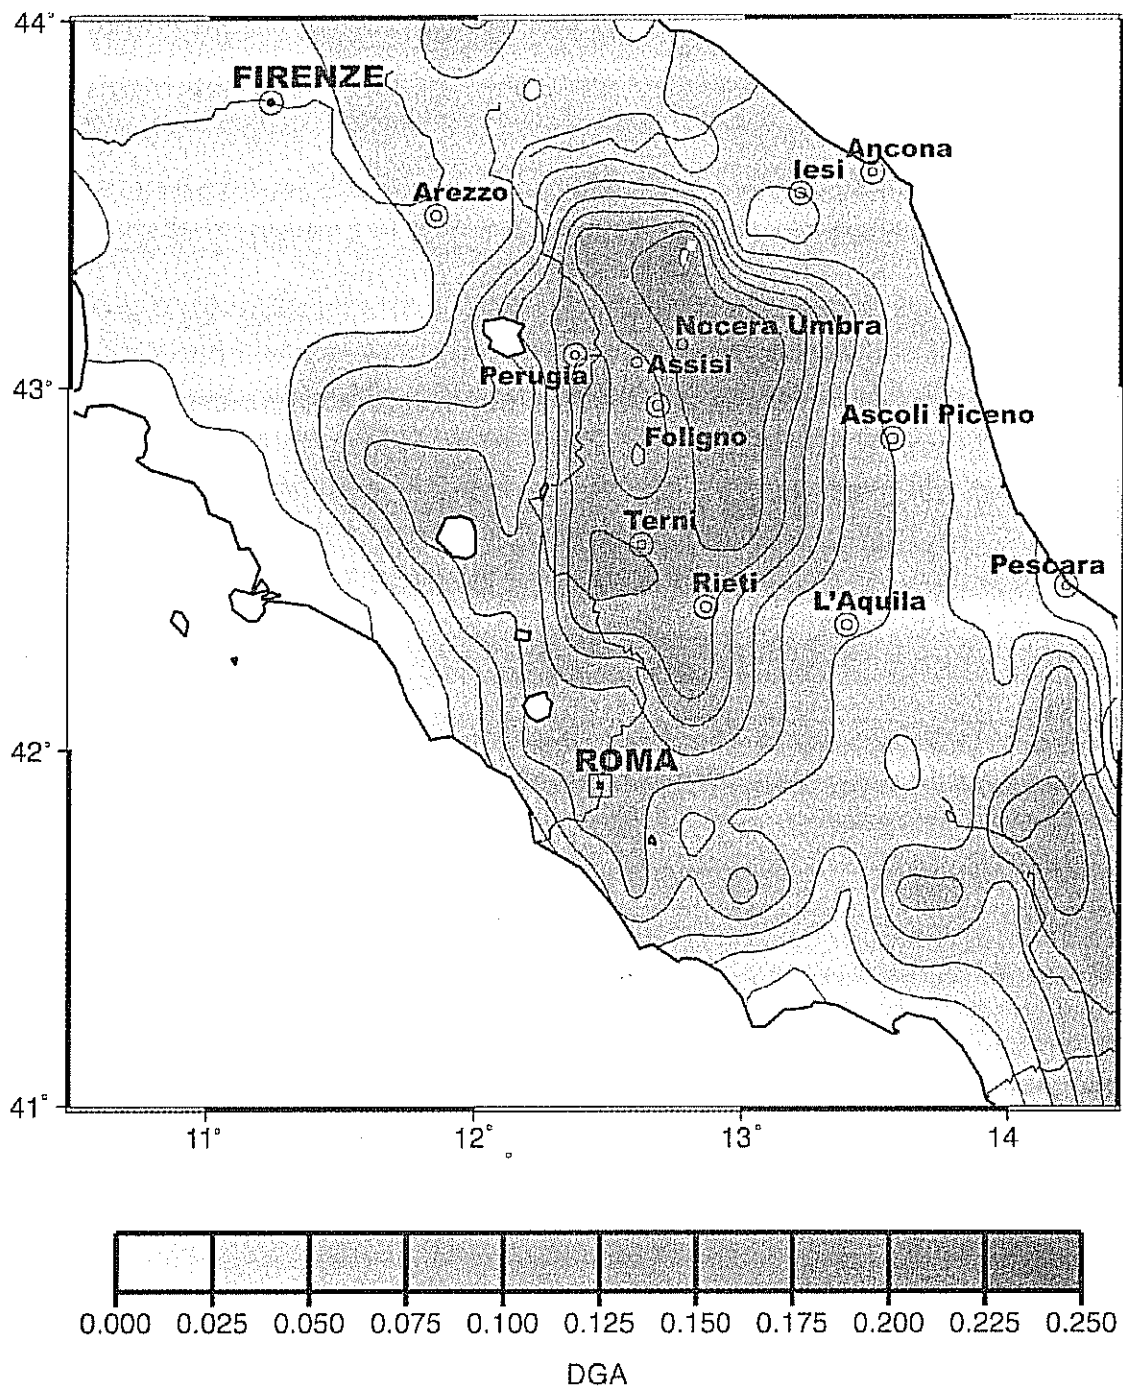 44°
FIRENZE
Ancona
Iesi
Arezzo
Nocera Umbra
Assisi
Perugia
43°
Ascoli Piceno
Foligno
Terni
Pescara
Rieti
L'Aquila
42°
ROMA
41°
11° 12° 13° 14°
0.000 0.025 0.050 0.075 0.100 0.125 0.150 0.175 0.200 0.225 0.250
DGA